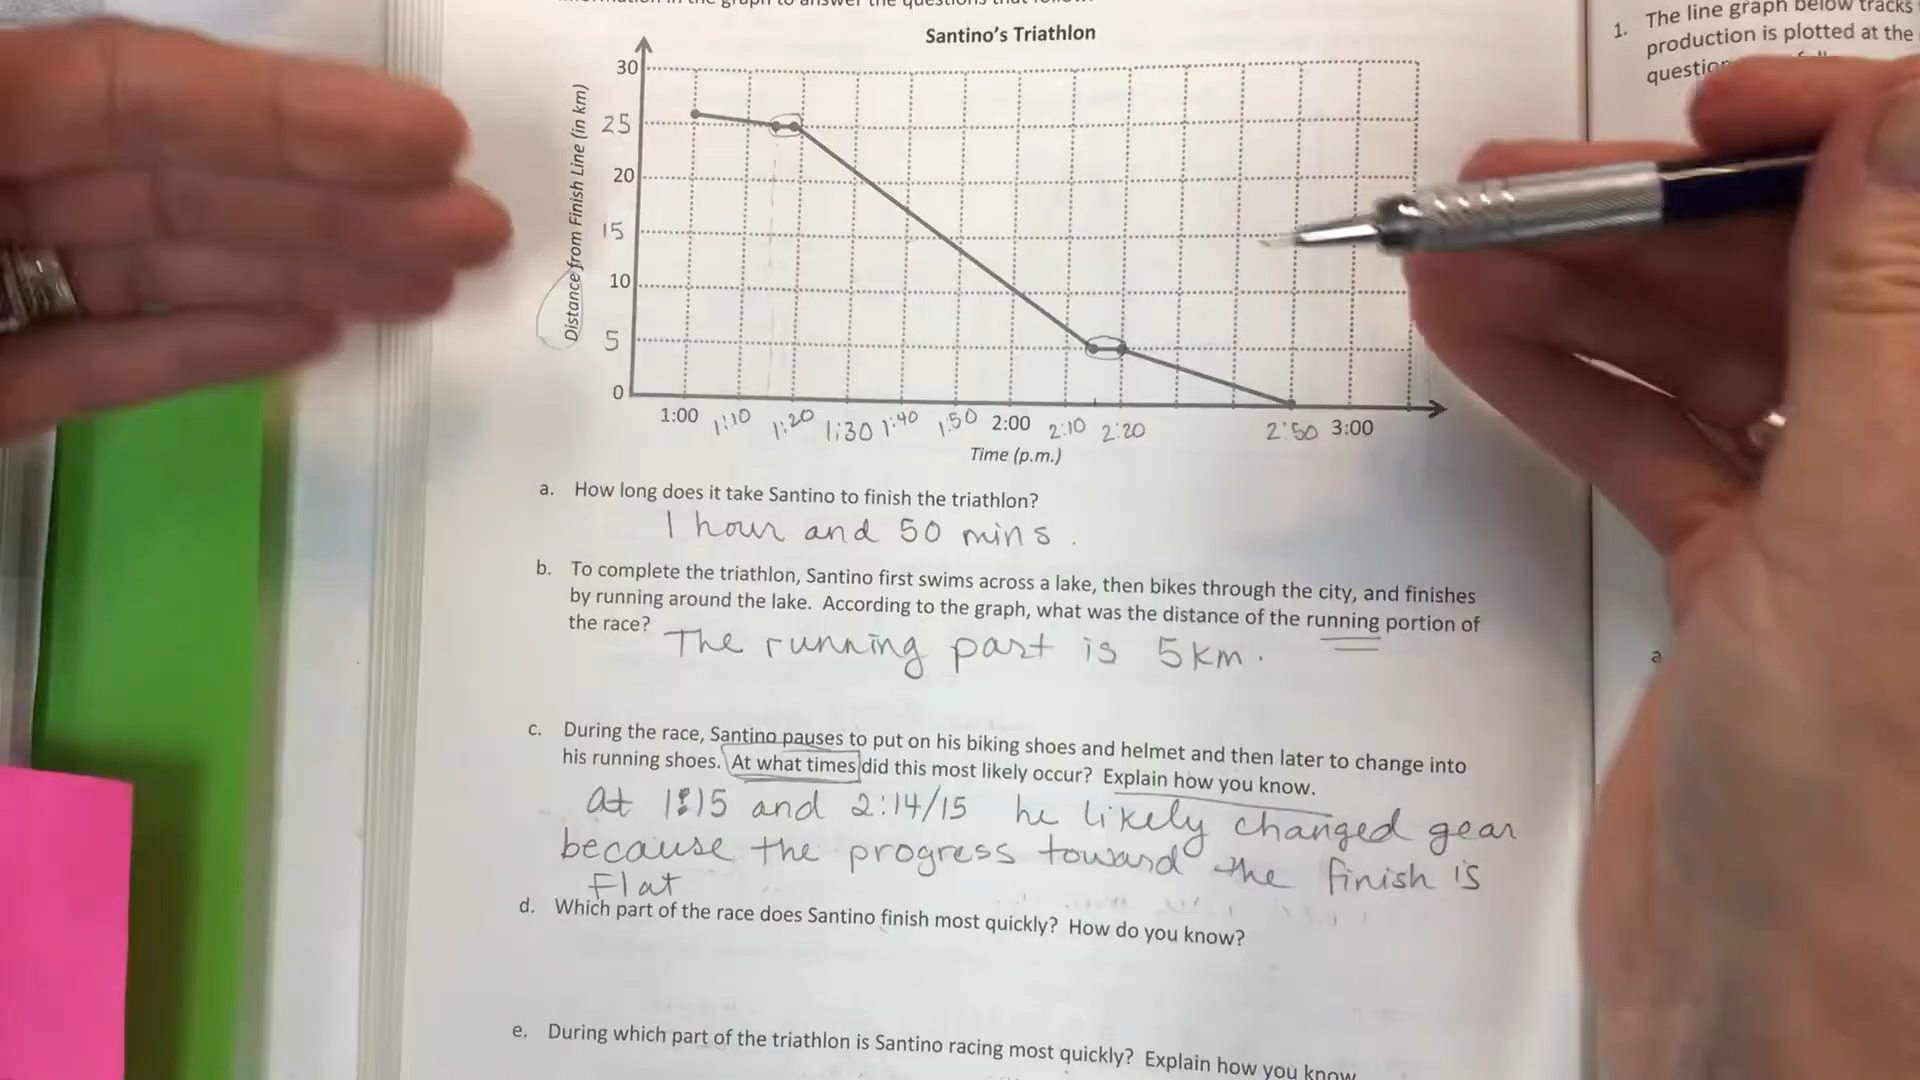 Santino's Triathlon
1. The line graph below tracks
production is plotted at the
question
30
25
20
15
10
5
0
Distance from Finish Line (in km)
1:00 1:10 1:20 1:30 1:40 1:50 2:00 2:10 2:20 2:50 3:00
Time (p.m.)
a. How long does it take Santino to finish the triathlon?
1 hour and 50 mins.
b. To complete the triathlon, Santino first swims across a lake, then bikes through the city, and finishes
by running around the lake. According to the graph, what was the distance of the running portion of
the race?
The running part is 5km.
a
c. During the race, Santino pauses to put on his biking shoes and helmet and then later to change into
his running shoes. At what times did this most likely occur? Explain how you know.
at 1:15 and 2:14/15 he likely changed gear
because the progress toward the finish is
flat
d. Which part of the race does Santino finish most quickly? How do you know?
e. During which part of the triathlon is Santino racing most quickly? Explain how you know.